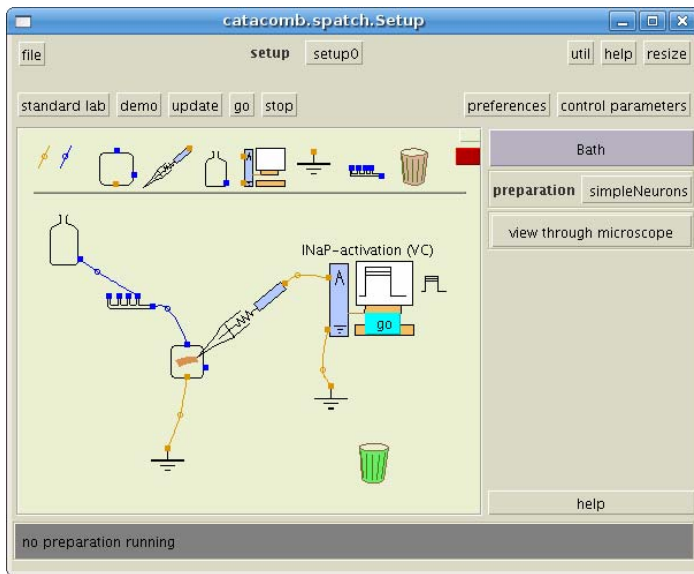 catacomb.spatch.Setup
file setup setup0 util help resize
standard lab demo update go stop preferences control parameters
Bath
preparation simpleNeurons
view through microscope
INaP-activation (VC)
A
go
help
no preparation running